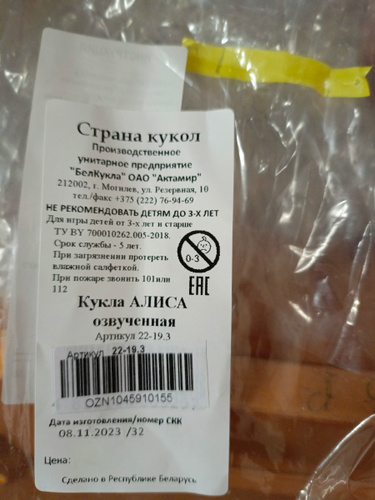 Страна кукол
Производственное
унитарное предприятие
"БелКукла" ОАО "Актамир"
212002, г. Могилев, ул. Резервная, 10
тел./факс +375 (222) 76-94-69
НЕ РЕКОМЕНДОВАТЬ ДЕТЯМ ДО 3-Х ЛЕТ
Для игры детям от 3-х лет и старше
ТУ BY 700010262.005-2018.
Срок службы - 5 лет.
При загрязнении протереть
влажной салфеткой.
При пожаре звонить 101или
112
0-3
EAC
Кукла АЛИСА
озвученная
Артикул 22-19.3
Артикул 22-19.3
OZN1045910155
Дата изготовления/номер СКК
08.11.2023 /32
Цена:
Сделано в Республике Беларусь